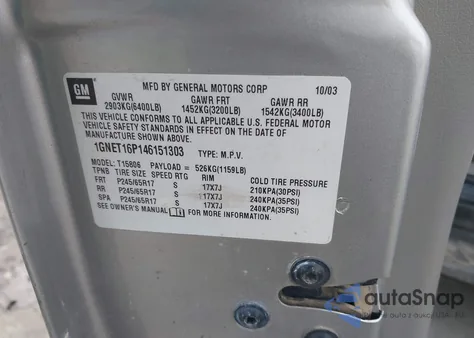 GM
MFD BY GENERAL MOTORS CORP 10/03
GVWR GAWR FRT GAWR RR
2903KG(6400LB) 1452KG(3200LB) 1542KG(3400LB)
THIS VEHICLE CONFORMS TO ALL APPLICABLE U.S. FEDERAL MOTOR
VEHICLE SAFETY STANDARDS IN EFFECT ON THE DATE OF
MANUFACTURE SHOWN ABOVE.
1GNET16P146151303 TYPE: M.P.V.
MODEL: T15806 PAYLOAD = 526KG(1159LB)
TPNB TIRE SIZE SPEED RTG RIM COLD TIRE PRESSURE
FRT P245/65R17 S 17X7J 210KPA(30PSI)
RR P245/65R17 S 17X7J 240KPA(35PSI)
SPA P245/65R17 S 17X7J 240KPA(35PSI)
SEE OWNER'S MANUAL FOR MORE INFORMATION
autoSnap